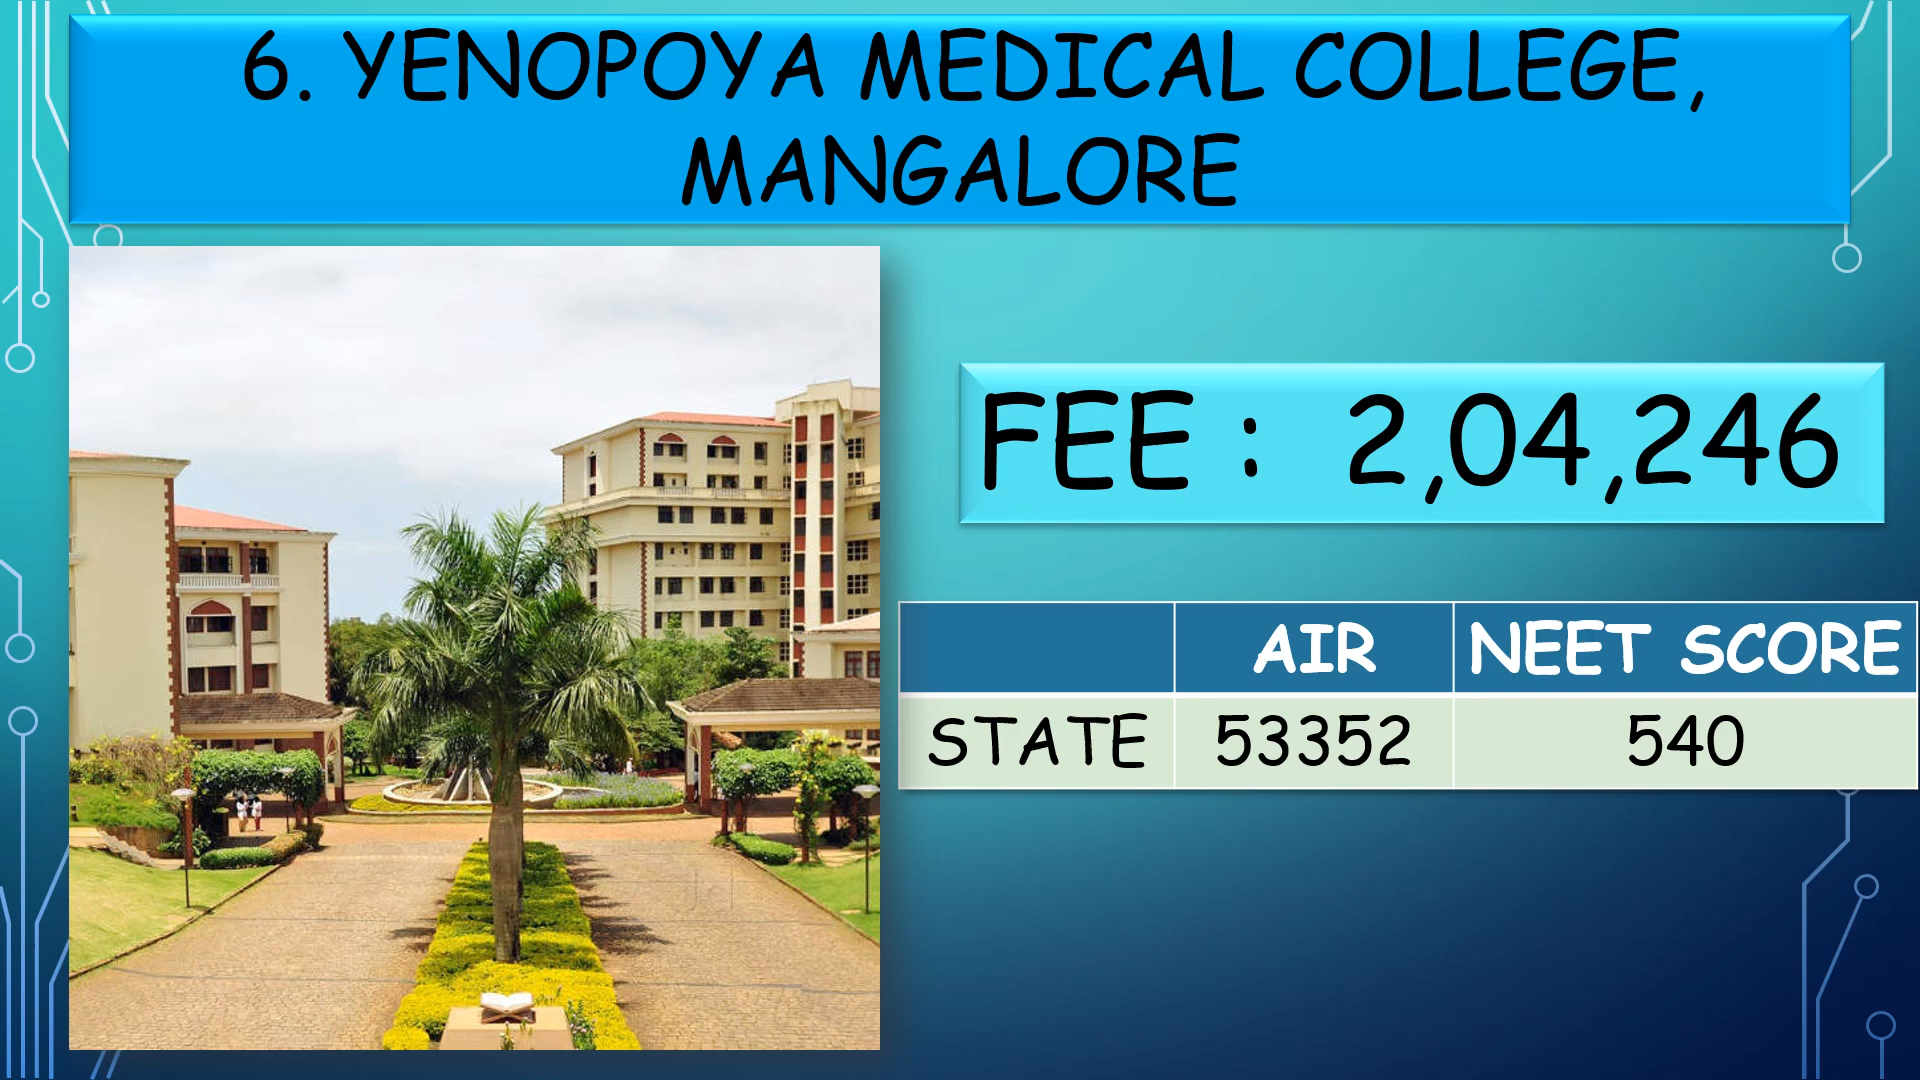 6. YENOPOYA MEDICAL COLLEGE,
MANGALORE
FEE : 2,04,246
AIR NEET SCORE
STATE 53352 540